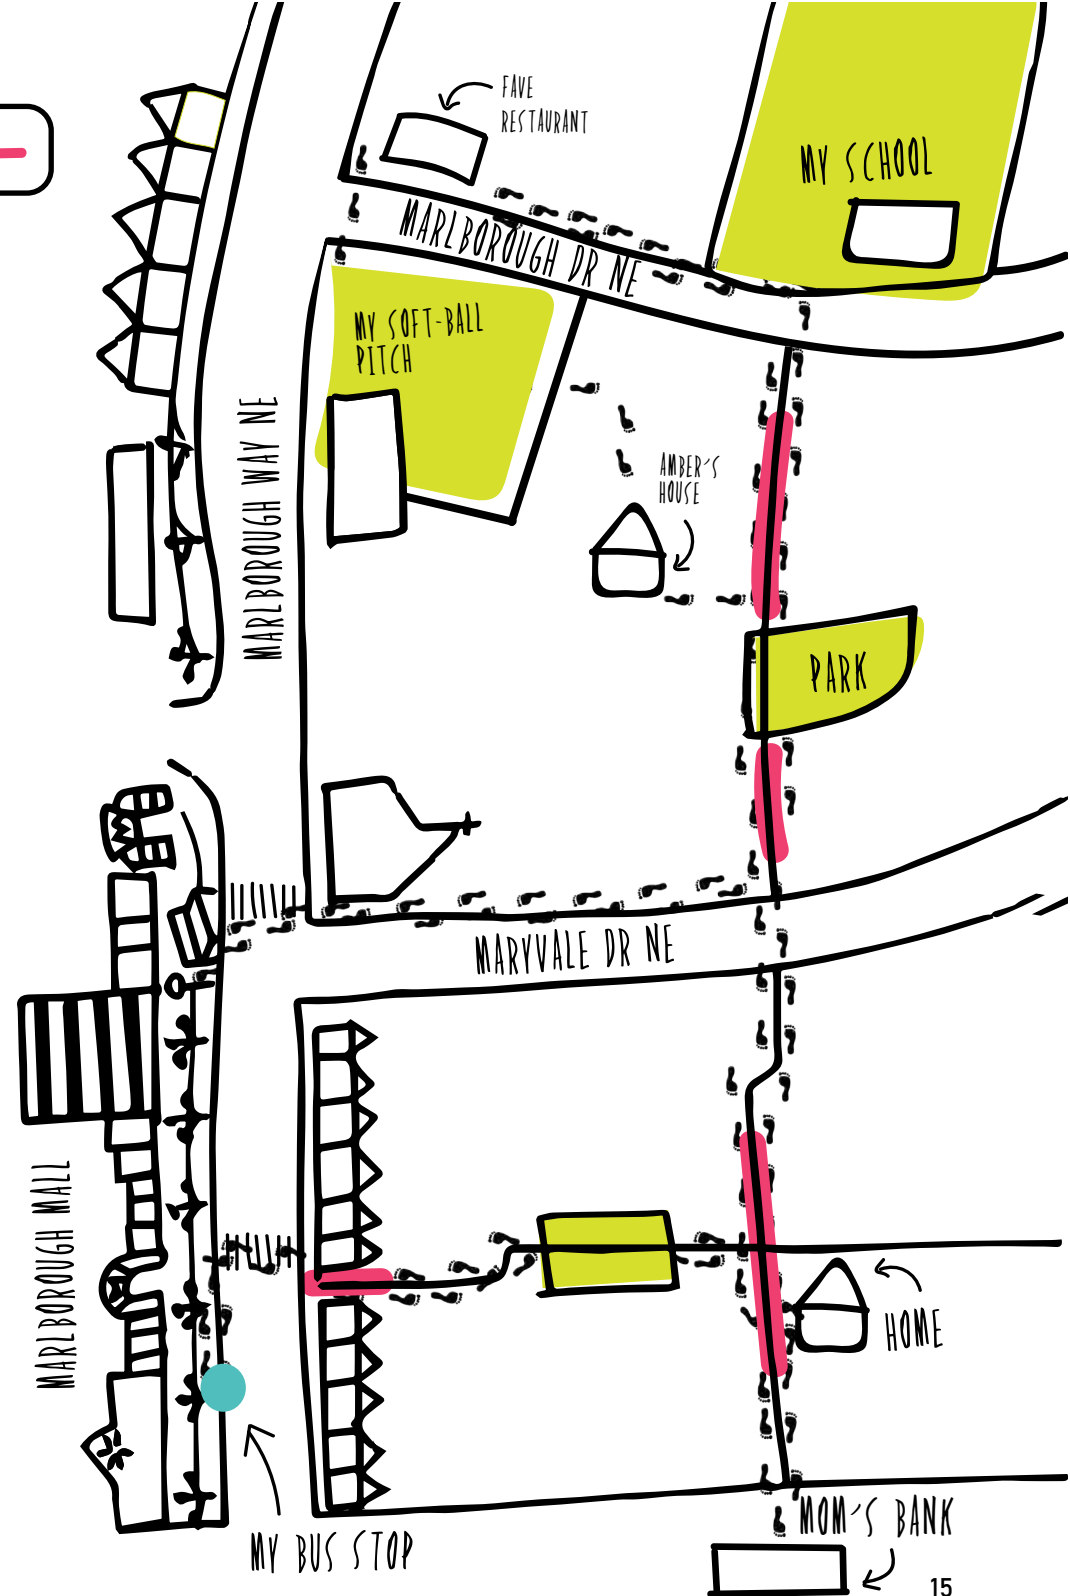 FAVE
RESTAURANT
MY SCHOOL
MARLBOROUGH DR NE
MY SOFT-BALL
PITCH
MARLBOROUGH WAY NE
AMBER'S
HOUSE
PARK
MARYVALE DR NE
MARLBOROUGH MALL
HOME
MOM'S BANK
MY BUS STOP
15